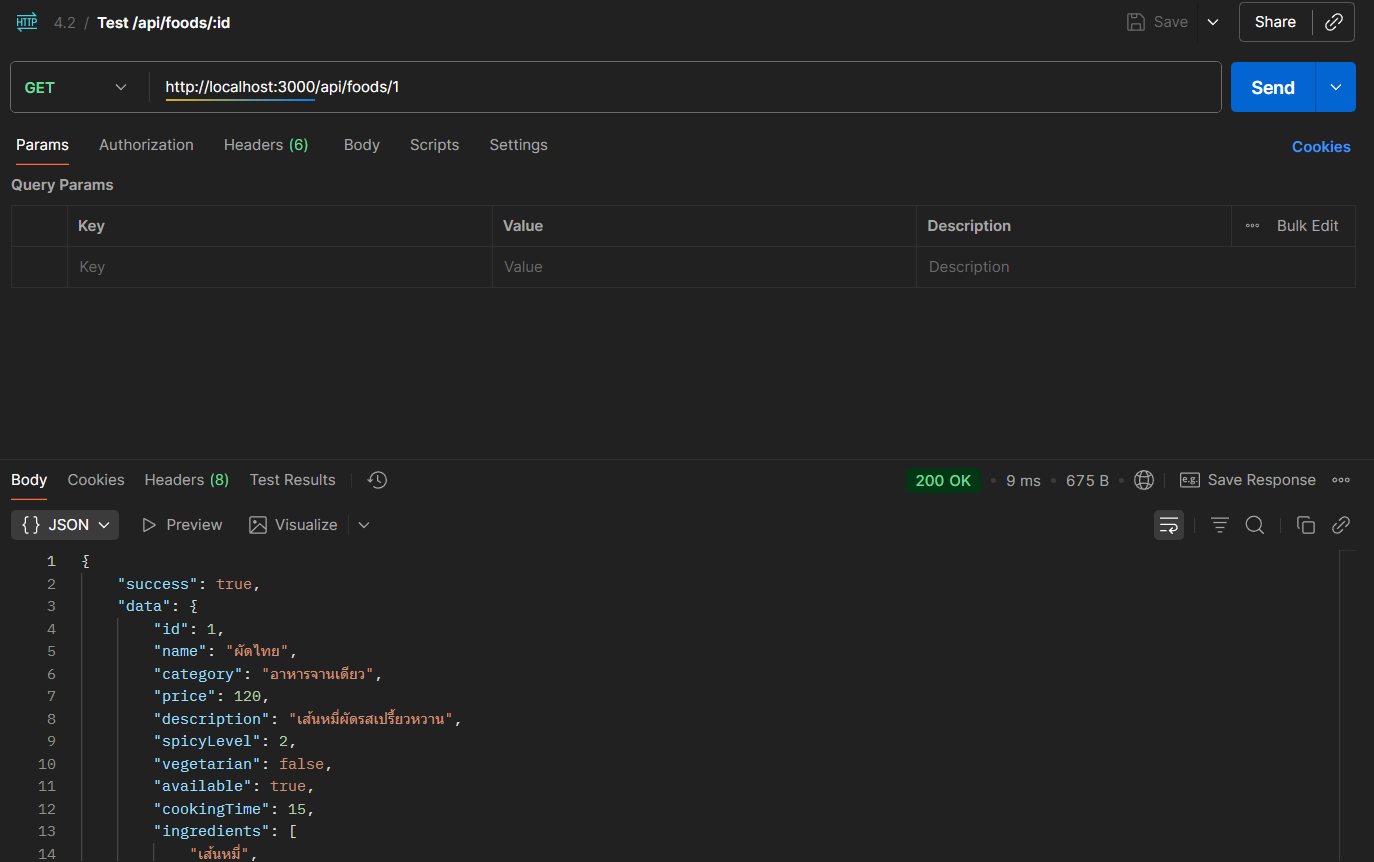 HTTP 4.2 / Test /api/foods/:id Save Share
GET http://localhost:3000/api/foods/1 Send
Params Authorization Headers (6) Body Scripts Settings Cookies
Query Params
Key Value Description Bulk Edit
Key Value Description
Body Cookies Headers (8) Test Results 200 OK • 9 ms • 675 B • e.g. Save Response
{} JSON Preview Visualize
1 {
2 "success": true,
3 "data": {
4 "id": 1,
5 "name": "ผัดไทย",
6 "category": "อาหารจานเดียว",
7 "price": 120,
8 "description": "เส้นหมี่ผัดรสเปรี้ยวหวาน",
9 "spicyLevel": 2,
10 "vegetarian": false,
11 "available": true,
12 "cookingTime": 15,
13 "ingredients": [
14 "เส้นหมี่",